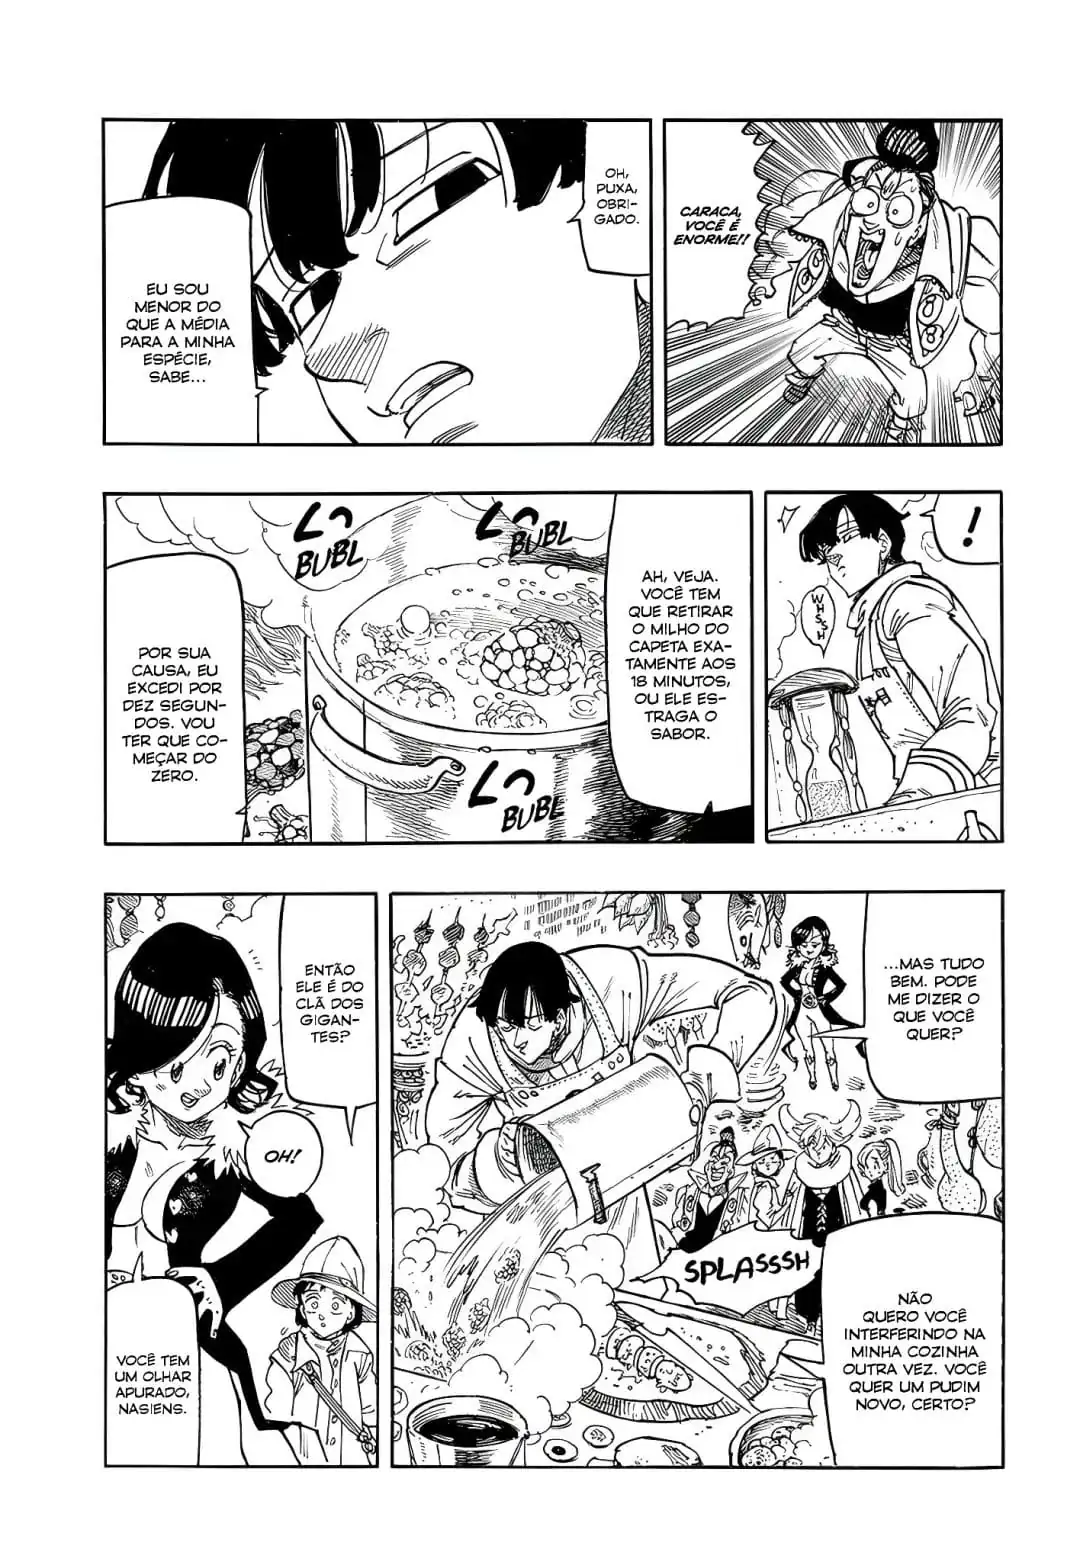 CARACA,
VOCÊ É
ENORME!!
OH,
PUXA,
OBRI-
GADO.
EU SOU
MENOR DO
QUE A MÉDIA
PARA A MINHA
ESPÉCIE,
SABE...
!
WHSSH
AH, VEJA.
VOCÊ TEM
QUE RETIRAR
O MILHO DO
CAPETA EXA-
TAMENTE AOS
18 MINUTOS,
OU ELE ES-
TRAGA O
SABOR.
BUBL
BUBL
BUBL
POR SUA
CAUSA, EU
EXCEDI POR
DEZ SEGUN-
DOS. VOU
TER QUE CO-
MEÇAR DO
ZERO.
...MAS TUDO
BEM. PODE
ME DIZER O
QUE VOCÊ
QUER?
SPLASSSH
NÃO
QUERO VOCÊ
INTERFERINDO NA
MINHA COZINHA
OUTRA VEZ. VOCÊ
QUER UM PUDIM
NOVO, CERTO?
ENTÃO
ELE É DO
CLÃ DOS
GIGAN-
TES?
OH!
VOCÊ TEM
UM OLHAR
APURADO,
NASIENS.